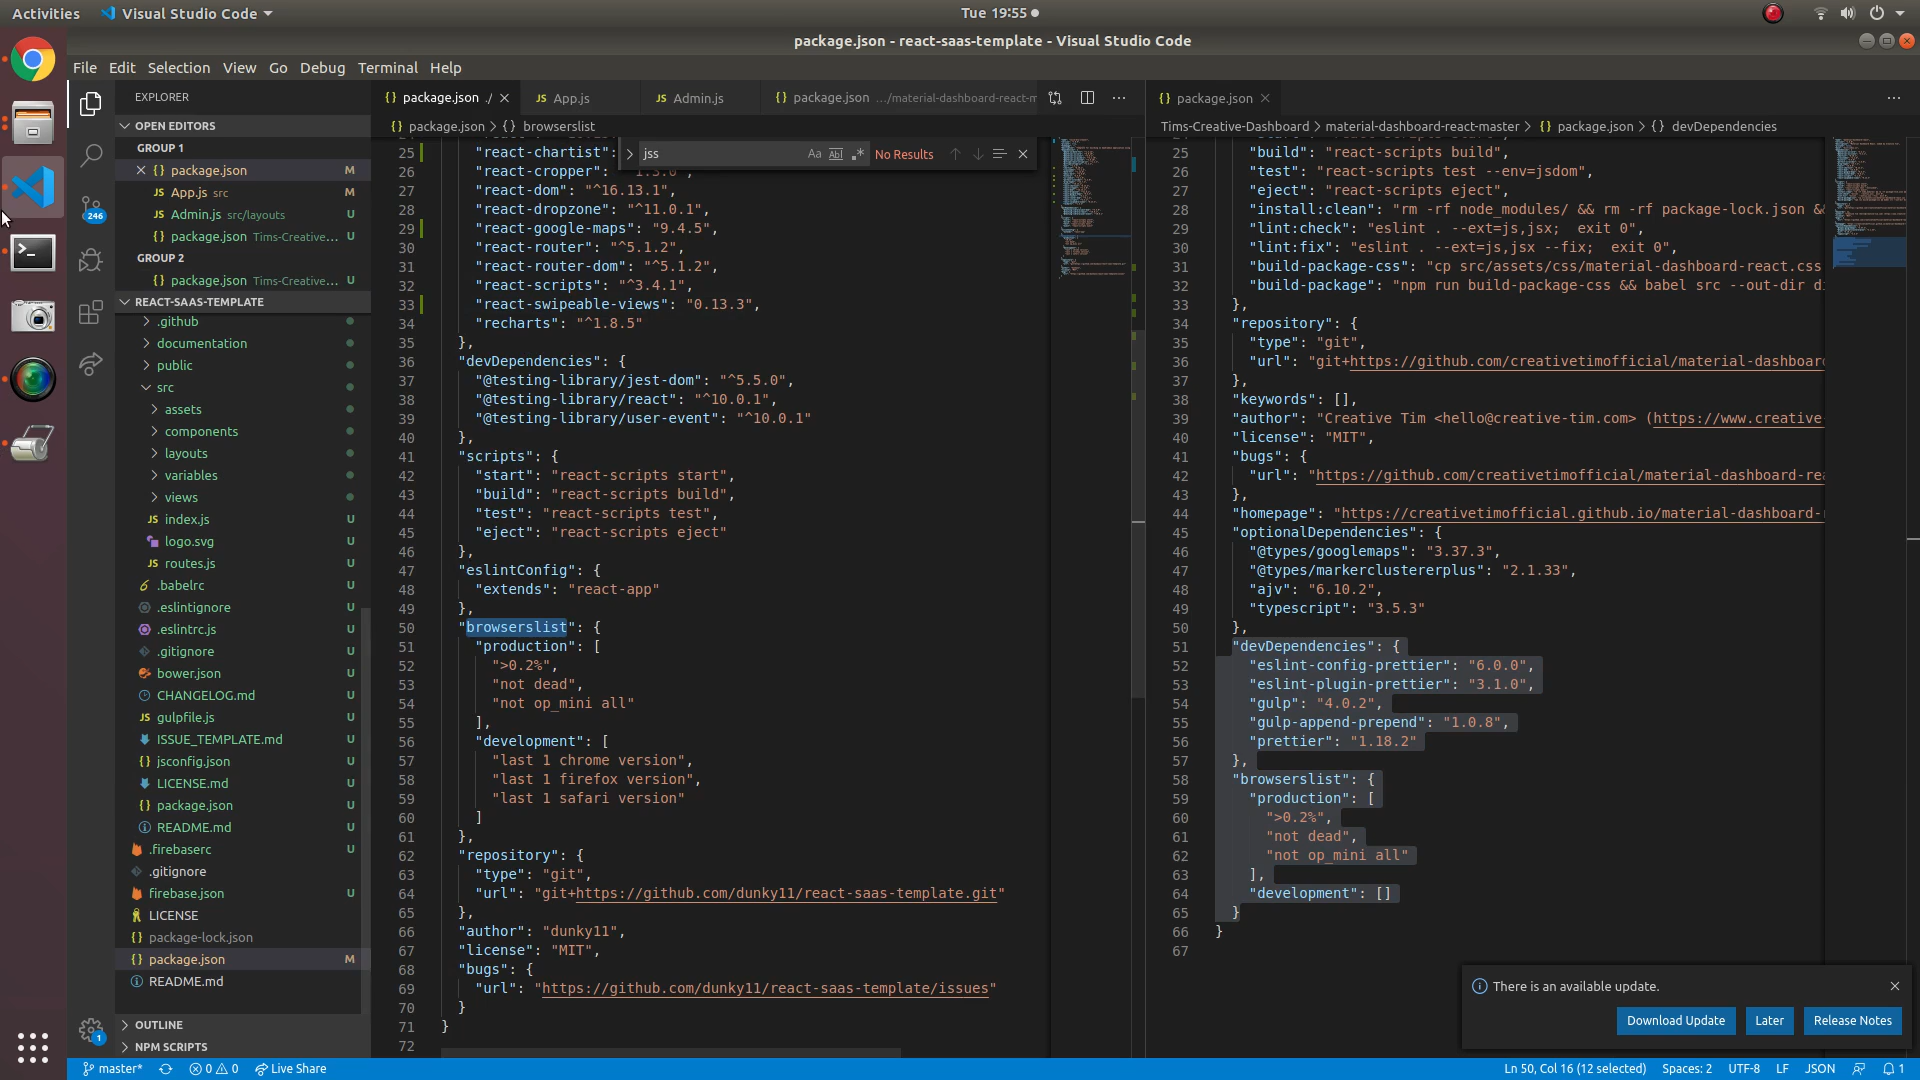 Activities
Visual Studio Code
Tue 19:55
package.json - react-saas-template - Visual Studio Code
File Edit Selection View Go Debug Terminal Help
EXPLORER
OPEN EDITORS
GROUP 1
package.json M
App.js src M
Admin.js src/layouts U
package.json Tims-Creative... U
GROUP 2
package.json Tims-Creative... U
REACT-SAAS-TEMPLATE
.github
documentation
public
src
assets
components
layouts
variables
views
index.js U
logo.svg U
routes.js U
.babelrc U
.eslintignore U
.eslintrc.js U
.gitignore U
bower.json U
CHANGELOG.md U
gulpfile.js U
ISSUE_TEMPLATE.md U
jsconfig.json U
LICENSE.md U
package.json U
README.md U
.firebaserc U
.gitignore
firebase.json U
LICENSE
package-lock.json
package.json M
README.md
OUTLINE
NPM SCRIPTS
246
1
package.json ./
JS App.js
JS Admin.js
package.json .../material-dashboard-react-m
package.json > {} browserslist
jss
Aa Abl .* No Results
25 "react-chartist":
26 "react-cropper": "^1.3.0",
27 "react-dom": "^16.13.1",
28 "react-dropzone": "^11.0.1",
29 "react-google-maps": "9.4.5",
30 "react-router": "^5.1.2",
31 "react-router-dom": "^5.1.2",
32 "react-scripts": "^3.4.1",
33 "react-swipeable-views": "0.13.3",
34 "recharts": "^1.8.5"
35 },
36 "devDependencies": {
37 "@testing-library/jest-dom": "^5.5.0",
38 "@testing-library/react": "^10.0.1",
39 "@testing-library/user-event": "^10.0.1"
40 },
41 "scripts": {
42 "start": "react-scripts start",
43 "build": "react-scripts build",
44 "test": "react-scripts test",
45 "eject": "react-scripts eject"
46 },
47 "eslintConfig": {
48 "extends": "react-app"
49 },
50 "browserslist": {
51 "production": [
52 ">0.2%",
53 "not dead",
54 "not op_mini all"
55 ],
56 "development": [
57 "last 1 chrome version",
58 "last 1 firefox version",
59 "last 1 safari version"
60 ]
61 },
62 "repository": {
63 "type": "git",
64 "url": "git+https://github.com/dunky11/react-saas-template.git"
65 },
66 "author": "dunky11",
67 "license": "MIT",
68 "bugs": {
69 "url": "https://github.com/dunky11/react-saas-template/issues"
70 }
71 }
72
package.json
Tims-Creative-Dashboard > material-dashboard-react-master > {} package.json > {} devDependencies
25 "build": "react-scripts build",
26 "test": "react-scripts test --env=jsdom",
27 "eject": "react-scripts eject",
28 "install:clean": "rm -rf node_modules/ && rm -rf package-lock.json &
29 "lint:check": "eslint . --ext=js,jsx; exit 0",
30 "lint:fix": "eslint . --ext=js,jsx --fix; exit 0",
31 "build-package-css": "cp src/assets/css/material-dashboard-react.css
32 "build-package": "npm run build-package-css && babel src --out-dir di
33 },
34 "repository": {
35 "type": "git",
36 "url": "git+https://github.com/creativetimofficial/material-dashboard
37 },
38 "keywords": [],
39 "author": "Creative Tim <hello@creative-tim.com> (https://www.creative-
40 "license": "MIT",
41 "bugs": {
42 "url": "https://github.com/creativetimofficial/material-dashboard-rea
43 },
44 "homepage": "https://creativetimofficial.github.io/material-dashboard-r
45 "optionalDependencies": {
46 "@types/googlemaps": "3.37.3",
47 "@types/markerclustererplus": "2.1.33",
48 "ajv": "6.10.2",
49 "typescript": "3.5.3"
50 },
51 "devDependencies": {
52 "eslint-config-prettier": "6.0.0",
53 "eslint-plugin-prettier": "3.1.0",
54 "gulp": "4.0.2",
55 "gulp-append-prepend": "1.0.8",
56 "prettier": "1.18.2"
57 },
58 "browserslist": {
59 "production": [
60 ">0.2%",
61 "not dead",
62 "not op_mini all"
63 ],
64 "development": []
65 }
66 }
67
There is an available update.
Download Update Later Release Notes
master* 0 0 Live Share
Ln 50, Col 16 (12 selected) Spaces: 2 UTF-8 LF JSON 1